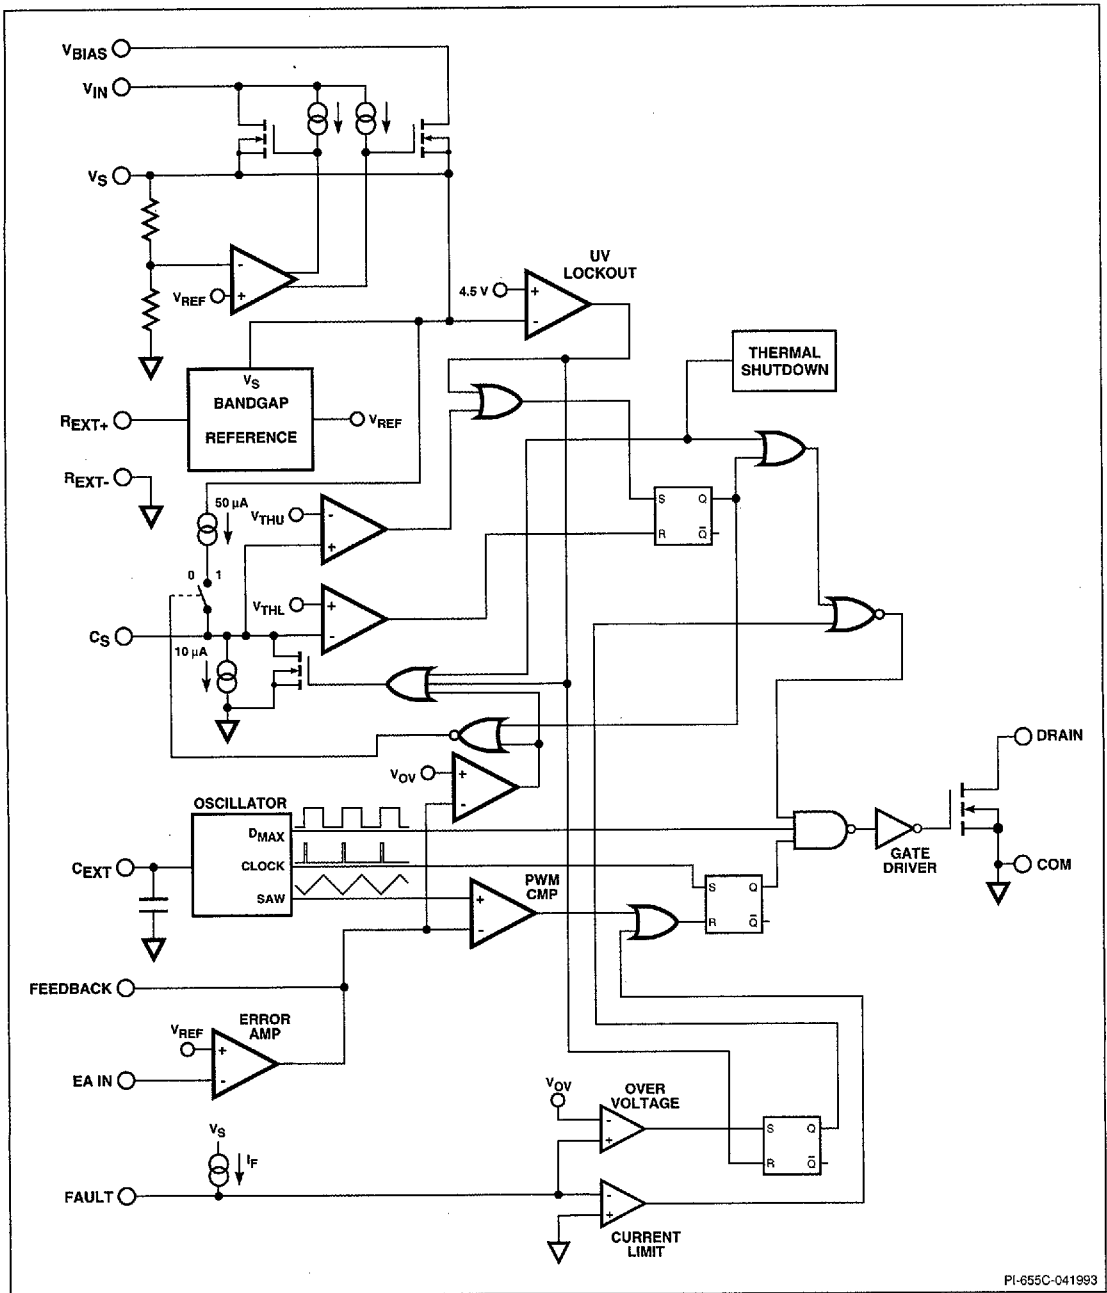 VBIAS
VIN
VS
VREF
UV
LOCKOUT
4.5 V
+
-
-
+
THERMAL
SHUTDOWN
VS
BANDGAP
REFERENCE
REXT+
VREF
REXT-
50 µA
VTHU
-
+
S Q
R Q̅
0 1
VTHL
+
-
CS
10 µA
VOV
+
-
DRAIN
OSCILLATOR
DMAX
CLOCK
SAW
CEXT
GATE
DRIVER
COM
PWM
CMP
+
-
S Q
R Q̅
FEEDBACK
ERROR
AMP
VREF
+
-
EA IN
VOV
OVER
VOLTAGE
-
+
S Q
R Q̅
VS
IF
FAULT
-
+
CURRENT
LIMIT
PI-655C-041993